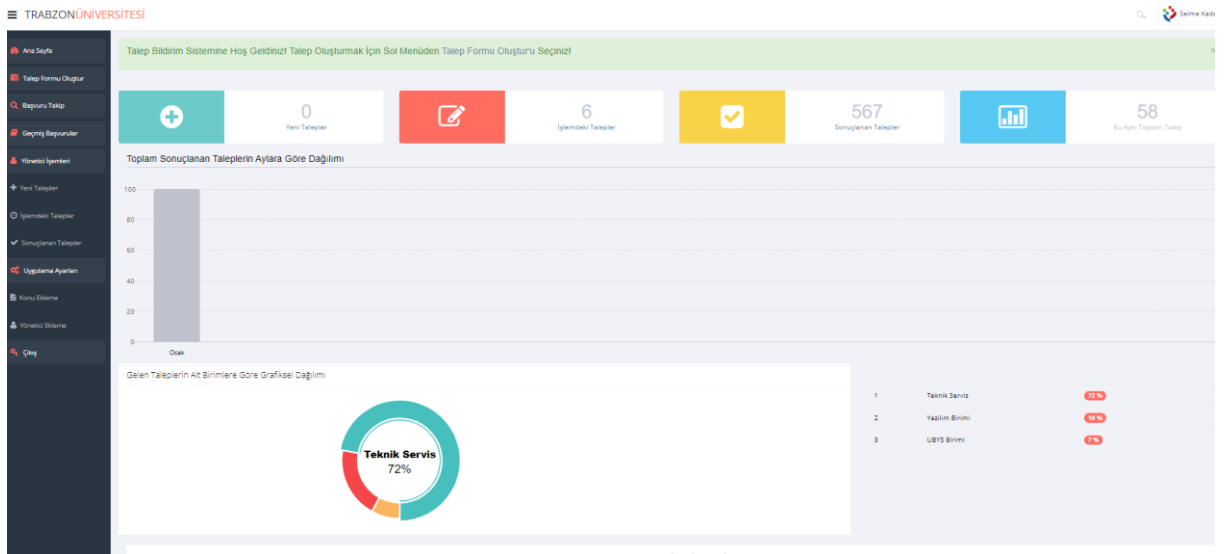 TRABZONÜNİVERSİTESİ
Selma Kade
Ana Sayfa
Talep Formu Oluştur
Başvuru Takip
Geçmiş Başvurular
Yönetici İşemleri
Yeni Talepler
İşlemdeki Talepler
Sonuçlanan Talepler
Uygulama Ayarları
Konu Ekleme
Yönetici Ekleme
Çıkış
Talep Bildirim Sistemine Hoş Geldiniz! Talep Oluşturmak İçin Sol Menüden Talep Formu Oluştur'u Seçiniz!
0
Yeni Talepler
6
İşlemdeki Talepler
567
Sonuçlanan Talepler
58
Bu Ayki Toplam Talep
Toplam Sonuçlanan Taleplerin Aylara Göre Dağılımı
100
80
60
40
20
0
Ocak
Gelen Taleplerin Alt Birimlere Göre Grafiksel Dağılımı
Teknik Servis
72%
1 Teknik Servis 72 %
2 Yazilim Birimi 19 %
3 UBYS Birimi 7 %